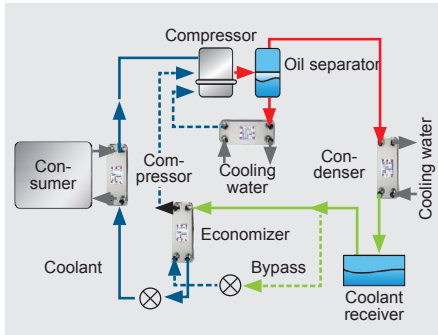 Compressor
Oil separator
Con-
sumer
Com-
pressor
Cooling
water
Con-
denser
Cooling water
Economizer
Coolant
Bypass
Coolant
receiver